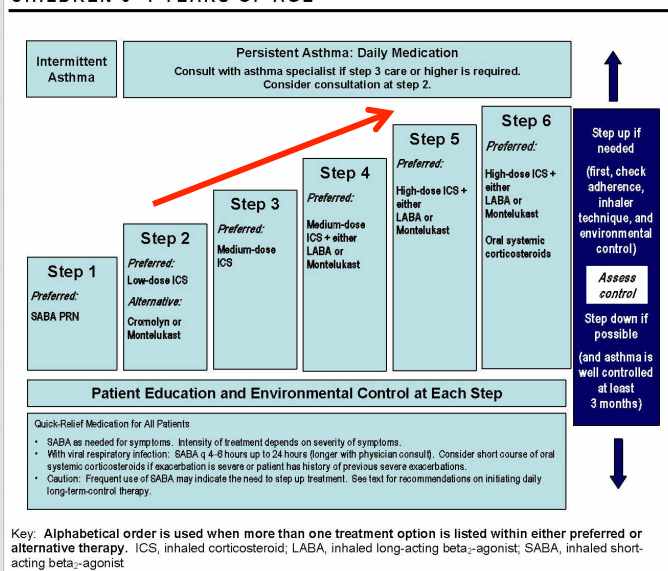 Intermittent
Asthma
Persistent Asthma: Daily Medication
Consult with asthma specialist if step 3 care or higher is required.
Consider consultation at step 2.
Step 1
Preferred:
SABA PRN
Step 2
Preferred:
Low-dose ICS
Alternative:
Cromolyn or
Montelukast
Step 3
Preferred:
Medium-dose
ICS
Step 4
Preferred:
Medium-dose
ICS + either
LABA or
Montelukast
Step 5
Preferred:
High-dose ICS +
either
LABA or
Montelukast
Step 6
Preferred:
High-dose ICS +
either
LABA or
Montelukast
Oral systemic
corticosteroids
Step up if
needed
(first, check
adherence,
inhaler
technique, and
environmental
control)
Assess
control
Step down if
possible
(and asthma is
well controlled
at least
3 months)
Patient Education and Environmental Control at Each Step
Quick-Relief Medication for All Patients
• SABA as needed for symptoms. Intensity of treatment depends on severity of symptoms.
• With viral respiratory infection: SABA q 4–6 hours up to 24 hours (longer with physician consult). Consider short course of oral
systemic corticosteroids if exacerbation is severe or patient has history of previous severe exacerbations.
• Caution: Frequent use of SABA may indicate the need to step up treatment. See text for recommendations on initiating daily
long-term-control therapy.
Key: Alphabetical order is used when more than one treatment option is listed within either preferred or
alternative therapy. ICS, inhaled corticosteroid; LABA, inhaled long-acting beta₂-agonist; SABA, inhaled short-
acting beta₂-agonist